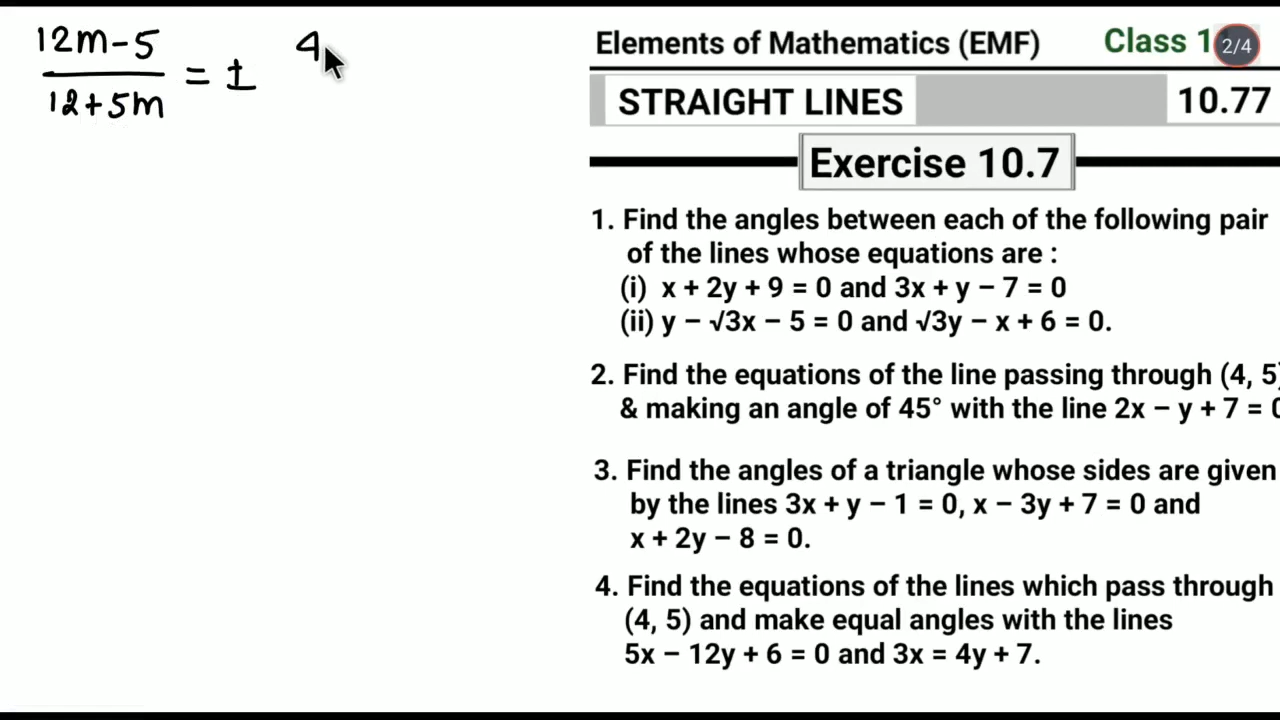 12m-5
12+5m = ± 4
Elements of Mathematics (EMF) Class 1 2/4
STRAIGHT LINES 10.77
Exercise 10.7
1. Find the angles between each of the following pair
of the lines whose equations are :
(i) x + 2y + 9 = 0 and 3x + y − 7 = 0
(ii) y − √3x − 5 = 0 and √3y − x + 6 = 0.
2. Find the equations of the line passing through (4, 5)
& making an angle of 45° with the line 2x − y + 7 = 0
3. Find the angles of a triangle whose sides are given
by the lines 3x + y − 1 = 0, x − 3y + 7 = 0 and
x + 2y − 8 = 0.
4. Find the equations of the lines which pass through
(4, 5) and make equal angles with the lines
5x − 12y + 6 = 0 and 3x = 4y + 7.